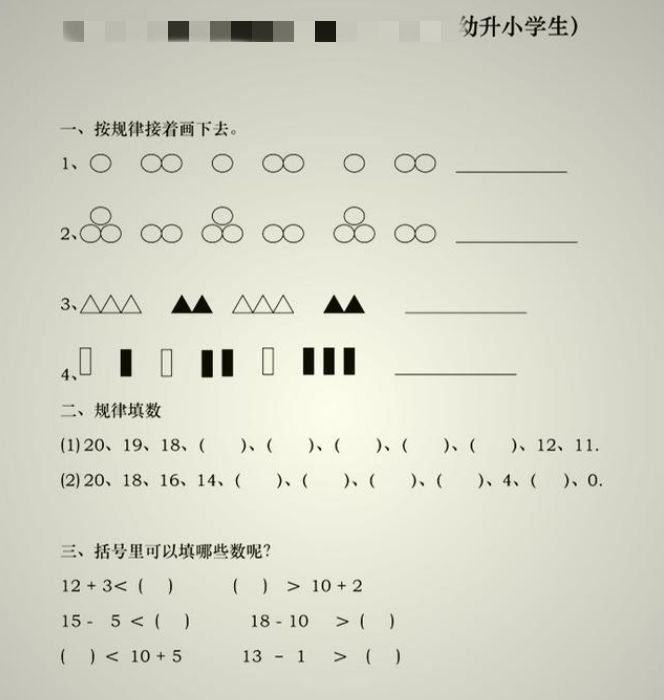 幼升小学生)
一、按规律接着画下去。
1、
2、
3、
4、
二、规律填数
(1)20、19、18、(  )、(  )、(  )、(  )、(  )、12、11.
(2)20、18、16、14、(  )、(  )、(  )、(  )、4、(  )、0.
三、括号里可以填哪些数呢？
12 + 3< (  )    (  ) > 10 + 2
15 - 5 < (  )    18 - 10 > (  )
(  ) < 10 + 5    13 - 1 > (  )